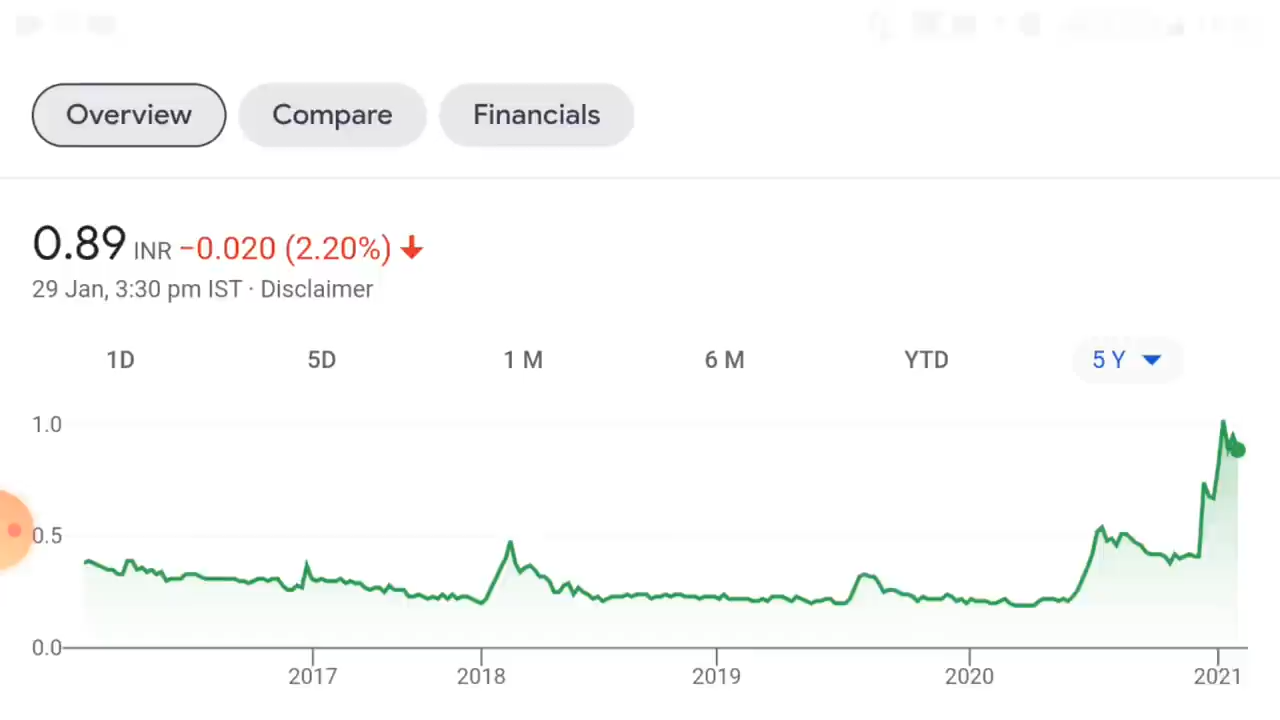 Overview Compare Financials
0.89 INR −0.020 (2.20%)
29 Jan, 3:30 pm IST · Disclaimer
1D 5D 1 M 6 M YTD 5 Y
1.0
0.5
0.0
2017 2018 2019 2020 2021